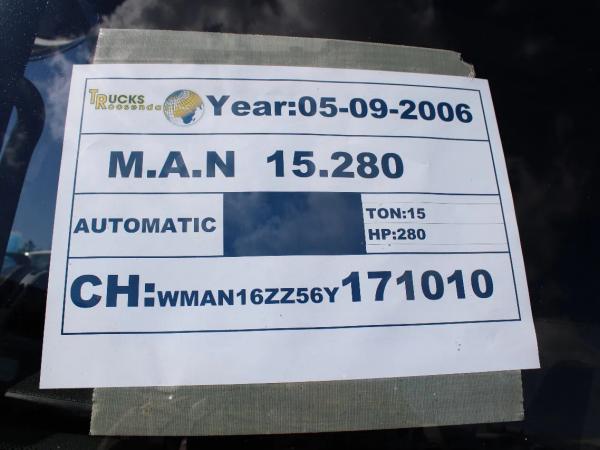 TRUCKS
Roosendaal
Year:05-09-2006
M.A.N 15.280
AUTOMATIC
TON:15
HP:280
CH:WMAN16ZZ56Y171010